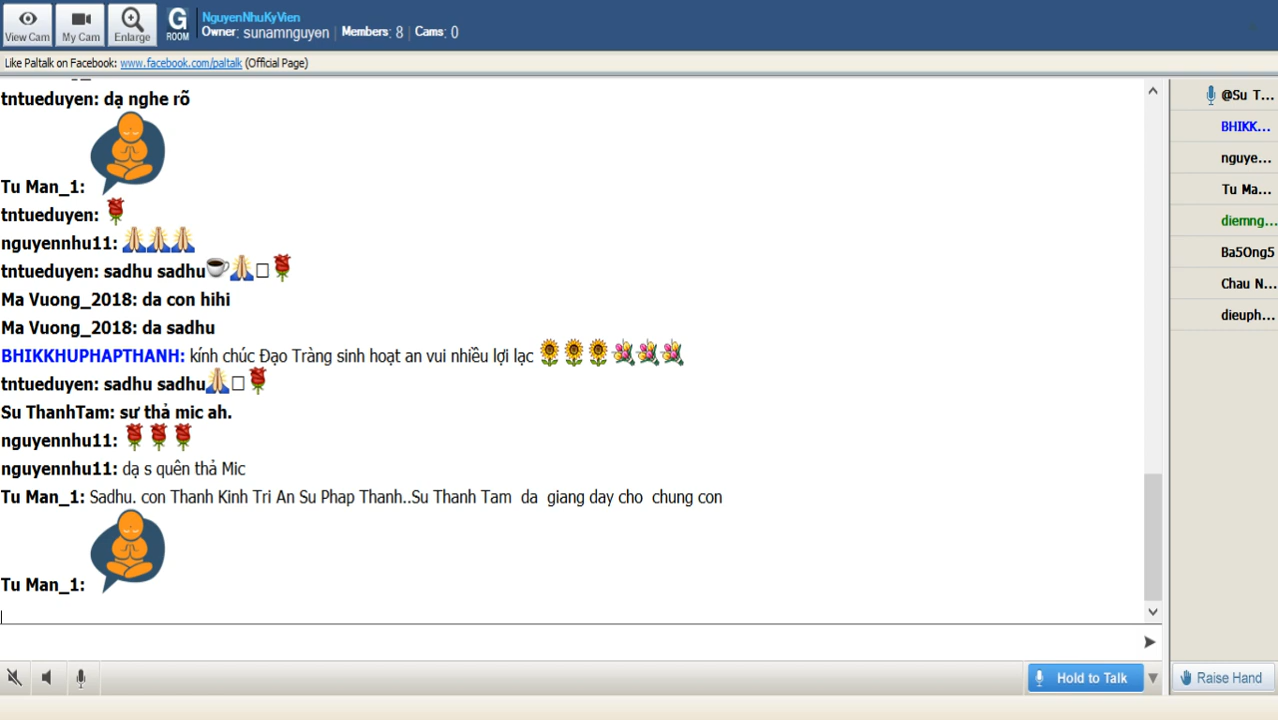 View Cam
My Cam
Enlarge
G
ROOM
NguyenNhuKyVien
Owner: sunamnguyen | Members: 8 | Cams: 0
Like Paltalk on Facebook: www.facebook.com/paltalk (Official Page)
tntueduyen: dạ nghe rõ
Tu Man_1:
tntueduyen:
nguyennhu11:
tntueduyen: sadhu sadhu
Ma Vuong_2018: da con hihi
Ma Vuong_2018: da sadhu
BHIKKHUPHAPTHANH: kính chúc Đạo Tràng sinh hoạt an vui nhiều lợi lạc
tntueduyen: sadhu sadhu
Su ThanhTam: sư thả mic ah.
nguyennhu11:
nguyennhu11: dạ s quên thả Mic
Tu Man_1: Sadhu. con Thanh Kinh Tri An Su Phap Thanh..Su Thanh Tam da giang day cho chung con
Tu Man_1:
@Su T...
BHIKK...
nguye...
Tu Ma...
diemng...
Ba5Ong5
Chau N...
dieuph...
Hold to Talk
Raise Hand